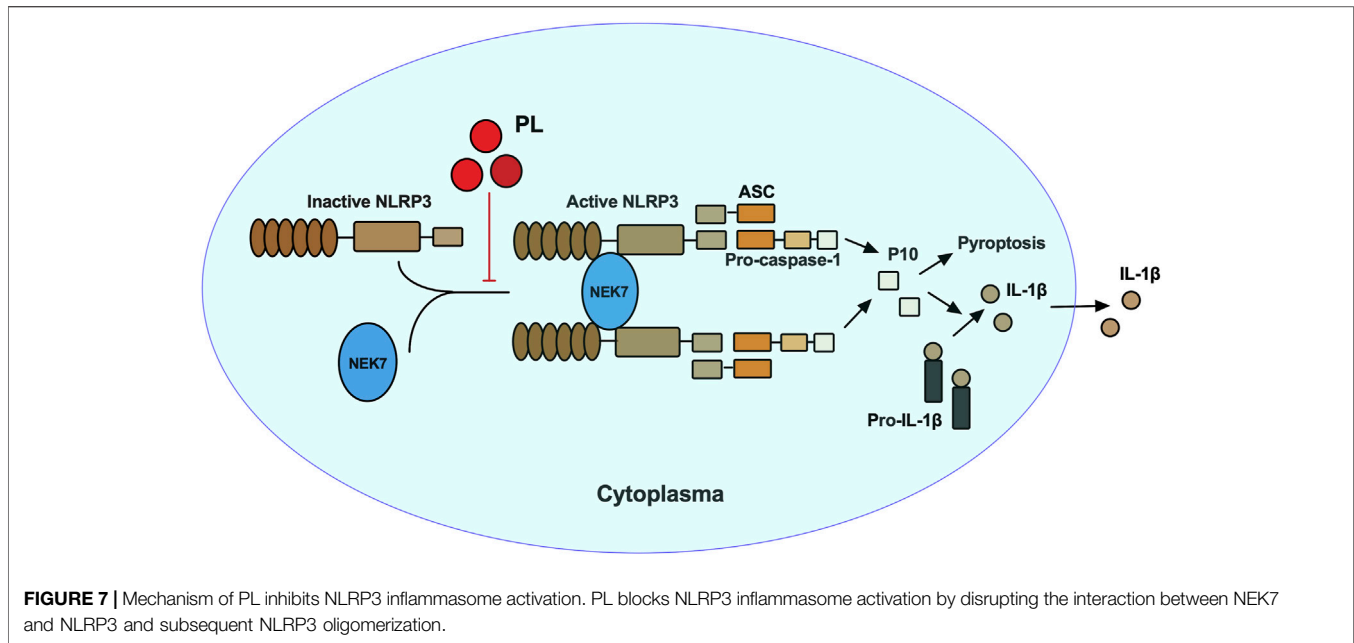 PL
Inactive NLRP3
Active NLRP3
ASC
Pro-caspase-1
P10
Pyroptosis
IL-1β
IL-1β
NEK7
NEK7
Pro-IL-1β
Cytoplasma
FIGURE 7 | Mechanism of PL inhibits NLRP3 inflammasome activation. PL blocks NLRP3 inflammasome activation by disrupting the interaction between NEK7
and NLRP3 and subsequent NLRP3 oligomerization.